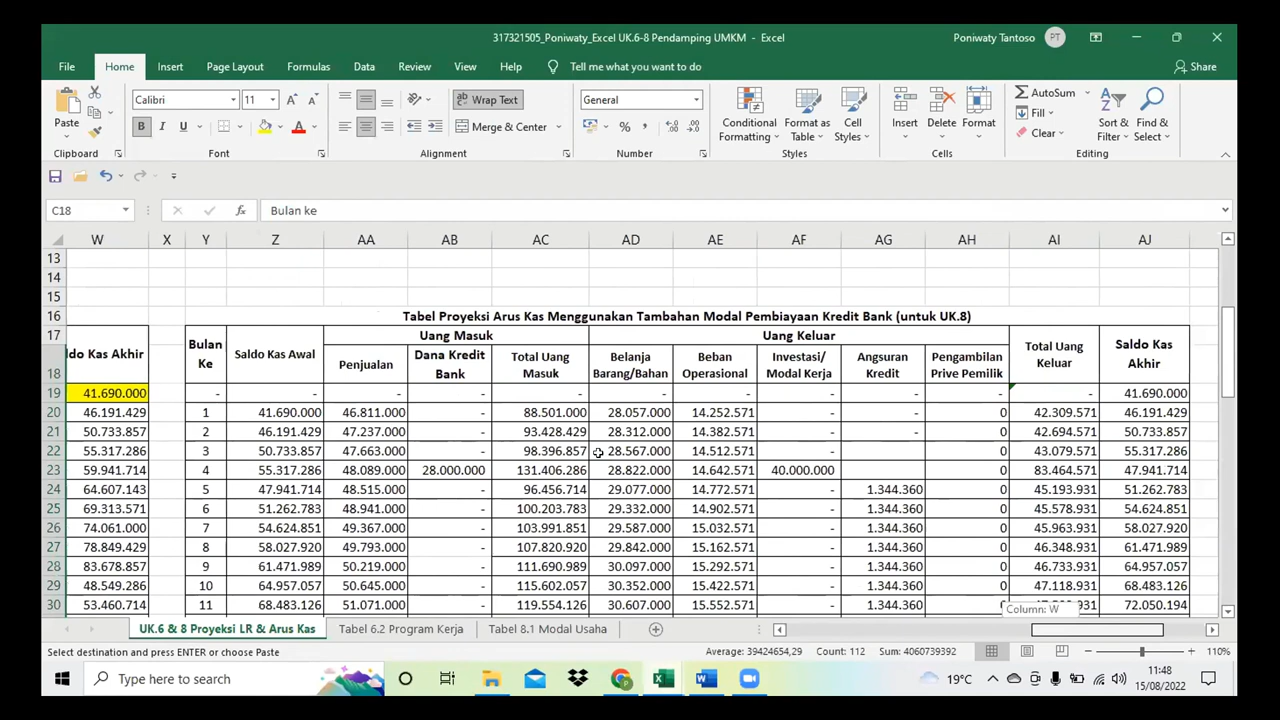 317321505_Poniwaty_Excel UK.6-8 Pendamping UMKM - Excel
Poniwaty Tantoso PT
File Home Insert Page Layout Formulas Data Review View Help Tell me what you want to do Share
Calibri 11 Wrap Text General AutoSum
Paste Merge & Center Conditional Formatting Format as Table Cell Styles Insert Delete Format Fill Clear Sort & Filter Find & Select
Clipboard Font Alignment Number Styles Cells Editing
C18 fx Bulan ke
W X Y Z AA AB AC AD AE AF AG AH AI AJ
13
14
15
16 Tabel Proyeksi Arus Kas Menggunakan Tambahan Modal Pembiayaan Kredit Bank (untuk UK.8)
17 Uang Masuk Uang Keluar
18 do Kas Akhir Bulan Ke Saldo Kas Awal Penjualan Dana Kredit Bank Total Uang Masuk Belanja Barang/Bahan Beban Operasional Investasi/ Modal Kerja Angsuran Kredit Pengambilan Prive Pemilik Total Uang Keluar Saldo Kas Akhir
19 41.690.000 - - - - - - - - - - - 41.690.000
20 46.191.429 1 41.690.000 46.811.000 - 88.501.000 28.057.000 14.252.571 - - 0 42.309.571 46.191.429
21 50.733.857 2 46.191.429 47.237.000 - 93.428.429 28.312.000 14.382.571 - - 0 42.694.571 50.733.857
22 55.317.286 3 50.733.857 47.663.000 - 98.396.857 28.567.000 14.512.571 - 0 43.079.571 55.317.286
23 59.941.714 4 55.317.286 48.089.000 28.000.000 131.406.286 28.822.000 14.642.571 40.000.000 0 83.464.571 47.941.714
24 64.607.143 5 47.941.714 48.515.000 - 96.456.714 29.077.000 14.772.571 - 1.344.360 0 45.193.931 51.262.783
25 69.313.571 6 51.262.783 48.941.000 - 100.203.783 29.332.000 14.902.571 - 1.344.360 0 45.578.931 54.624.851
26 74.061.000 7 54.624.851 49.367.000 - 103.991.851 29.587.000 15.032.571 - 1.344.360 0 45.963.931 58.027.920
27 78.849.429 8 58.027.920 49.793.000 - 107.820.920 29.842.000 15.162.571 - 1.344.360 0 46.348.931 61.471.989
28 83.678.857 9 61.471.989 50.219.000 - 111.690.989 30.097.000 15.292.571 - 1.344.360 0 46.733.931 64.957.057
29 48.549.286 10 64.957.057 50.645.000 - 115.602.057 30.352.000 15.422.571 - 1.344.360 0 47.118.931 68.483.126
30 53.460.714 11 68.483.126 51.071.000 - 119.554.126 30.607.000 15.552.571 - 1.344.360 72.050.194
Column: W
UK.6 & 8 Proyeksi LR & Arus Kas Tabel 6.2 Program Kerja Tabel 8.1 Modal Usaha
Select destination and press ENTER or choose Paste Average: 39424654,29 Count: 112 Sum: 4060739392 110%
Type here to search 19°C 11:48
15/08/2022